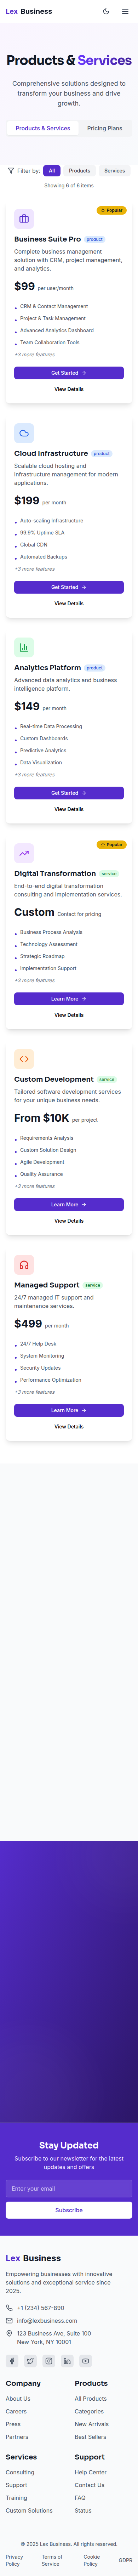 Lex Business
Products & Services
Comprehensive solutions designed to
transform your business and drive
growth.
Products & Services
Pricing Plans
Filter by:
All
Products
Services
Showing 6 of 6 items
Popular
Business Suite Pro product
Complete business management
solution with CRM, project management,
and analytics.
$99 per user/month
CRM & Contact Management
Project & Task Management
Advanced Analytics Dashboard
Team Collaboration Tools
+3 more features
Get Started
View Details
Cloud Infrastructure product
Scalable cloud hosting and
infrastructure management for modern
applications.
$199 per month
Auto-scaling Infrastructure
99.9% Uptime SLA
Global CDN
Automated Backups
+3 more features
Get Started
View Details
Analytics Platform product
Advanced data analytics and business
intelligence platform.
$149 per month
Real-time Data Processing
Custom Dashboards
Predictive Analytics
Data Visualization
+3 more features
Get Started
View Details
Popular
Digital Transformation service
End-to-end digital transformation
consulting and implementation services.
Custom Contact for pricing
Business Process Analysis
Technology Assessment
Strategic Roadmap
Implementation Support
+3 more features
Learn More
View Details
Custom Development service
Tailored software development services
for your unique business needs.
From $10K per project
Requirements Analysis
Custom Solution Design
Agile Development
Quality Assurance
+3 more features
Learn More
View Details
Managed Support service
24/7 managed IT support and
maintenance services.
$499 per month
24/7 Help Desk
System Monitoring
Security Updates
Performance Optimization
+3 more features
Learn More
View Details
Stay Updated
Subscribe to our newsletter for the latest
updates and offers
Enter your email
Subscribe
Lex Business
Empowering businesses with innovative
solutions and exceptional service since
2025.
+1 (234) 567-890
info@lexbusiness.com
123 Business Ave, Suite 100
New York, NY 10001
Company
About Us
Careers
Press
Partners
Products
All Products
Categories
New Arrivals
Best Sellers
Services
Consulting
Support
Training
Custom Solutions
Support
Help Center
Contact Us
FAQ
Status
© 2025 Lex Business. All rights reserved.
Privacy
Policy
Terms of
Service
Cookie
Policy
GDPR